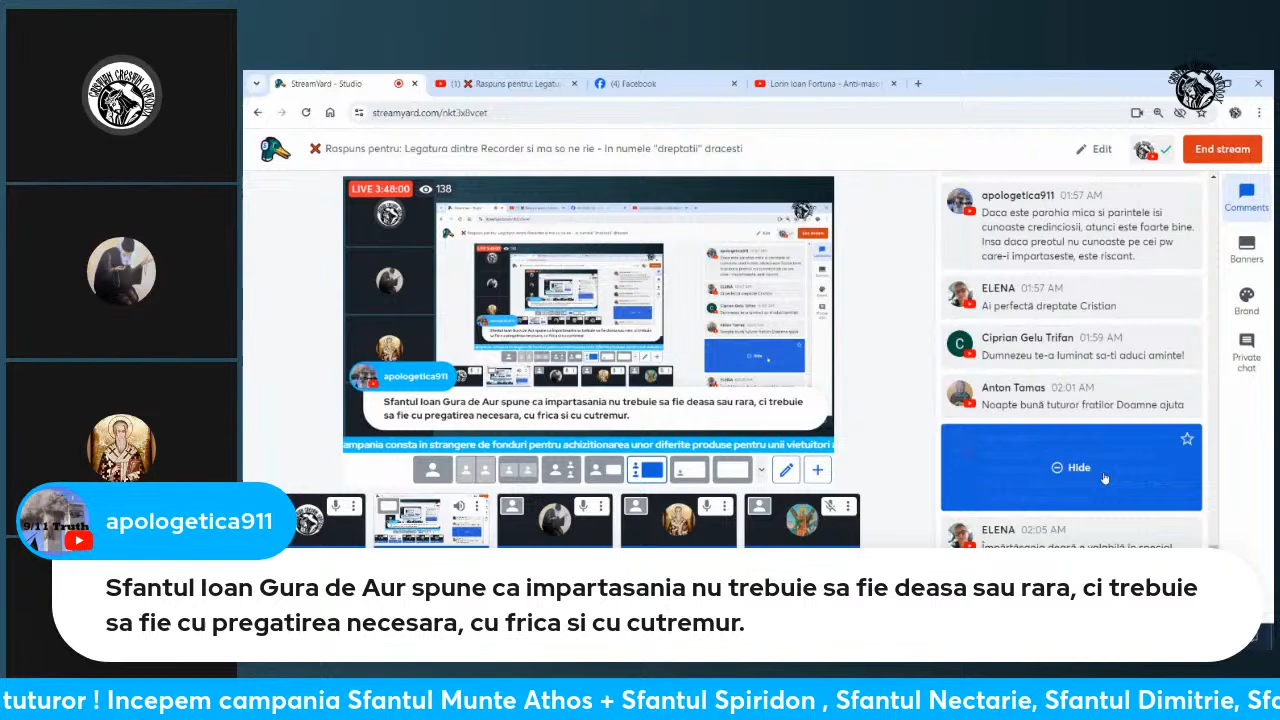 StreamYard - Studio
(1) ❌ Raspuns pentru: Legatu
(4) Facebook
Lorin Ioan Fortuna - Anti-maso
streamyard.com/nkt3x8vcet
❌ Raspuns pentru: Legatura dintre Recorder si ma so ne rie - in numele "dreptatii" dracesti
Edit
End stream
LIVE 3:48:00
138
apologetica911
Sfantul Ioan Gura de Aur spune ca impartasania nu trebuie sa fie deasa sau rara, ci trebuie
sa fie cu pregatirea necesara, cu frica si cu cutremur.
campania consta in strangere de fonduri pentru achizitionarea unor diferite produse pentru unii vietuitori
apologetica911 01:57 AM
Daca este parohia mica si parintele isi
cunoaste credinciosii, atunci este foarte bine.
Insa daca preotul nu cunoaste pe cei pw
care-i impartaseste, este riscant.
ELENA 01:57 AM
Ai perfectă dreptate Cristian
Ciprian Gelu Trifan 01:59 AM
Dumnezeu te-a luminat sa-ti aduci aminte!
Anton Tamas 02:01 AM
Noapte bună tuturor fratilor Doamne ajuta
Hide
ELENA 02:05 AM
Comments
Banners
Brand
Private
chat
9/11 Truth
apologetica911
Sfantul Ioan Gura de Aur spune ca impartasania nu trebuie sa fie deasa sau rara, ci trebuie
sa fie cu pregatirea necesara, cu frica si cu cutremur.
tuturor ! Incepem campania Sfantul Munte Athos + Sfantul Spiridon , Sfantul Nectarie, Sfantul Dimitrie,